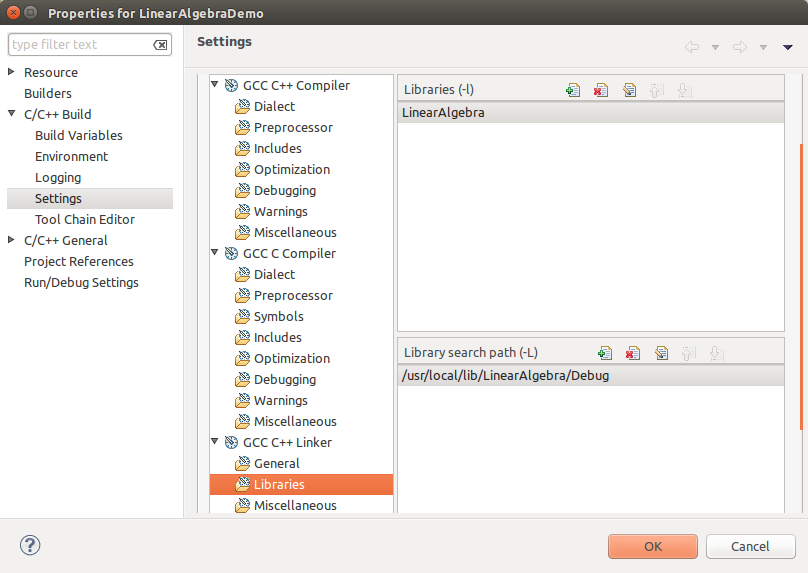 Properties for LinearAlgebraDemo
type filter text
Resource
Builders
C/C++ Build
Build Variables
Environment
Logging
Settings
Tool Chain Editor
C/C++ General
Project References
Run/Debug Settings
Settings
GCC C++ Compiler
Dialect
Preprocessor
Includes
Optimization
Debugging
Warnings
Miscellaneous
GCC C Compiler
Dialect
Preprocessor
Symbols
Includes
Optimization
Debugging
Warnings
Miscellaneous
GCC C++ Linker
General
Libraries
Miscellaneous
Libraries (-l)
LinearAlgebra
Library search path (-L)
/usr/local/lib/LinearAlgebra/Debug
?
OK
Cancel